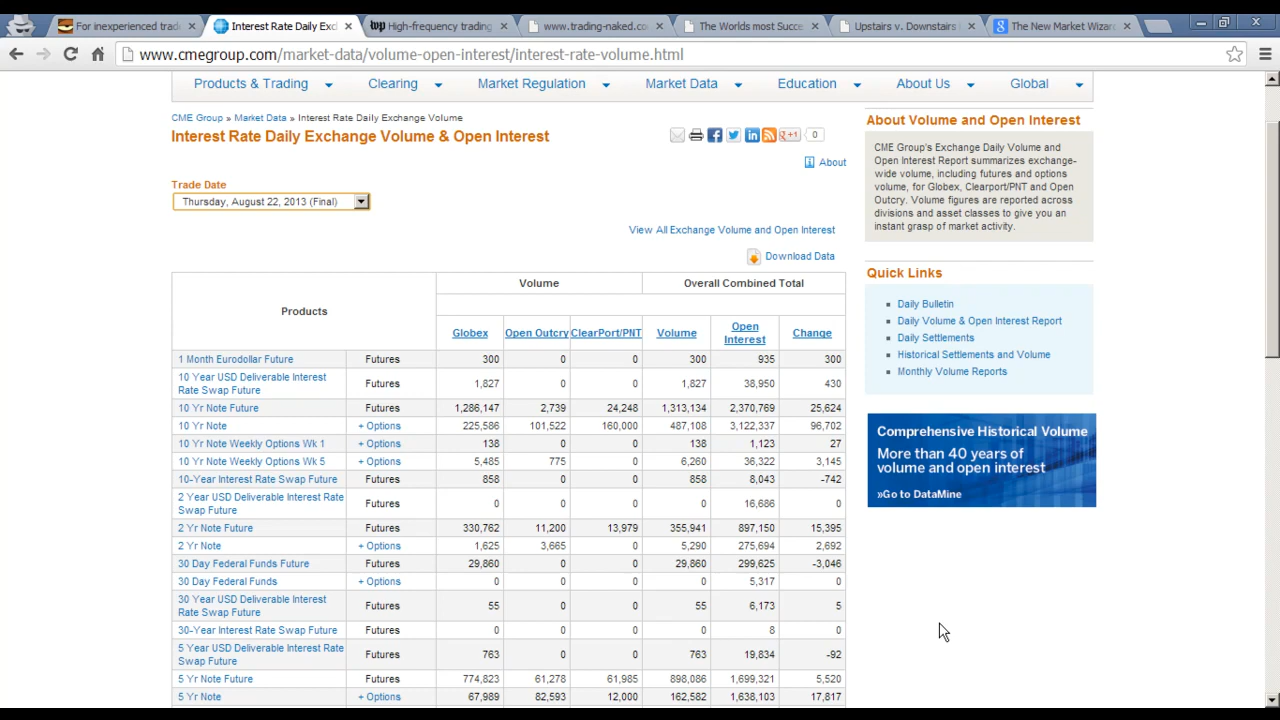 For inexperienced trad
Interest Rate Daily Exc
High-frequency trading
www.trading-naked.co
The Worlds most Succe
Upstairs v. Downstairs
The New Market Wizar
www.cmegroup.com/market-data/volume-open-interest/interest-rate-volume.html
Products & Trading Clearing Market Regulation Market Data Education About Us Global
CME Group » Market Data » Interest Rate Daily Exchange Volume
Interest Rate Daily Exchange Volume & Open Interest
g+1 0
About
Trade Date
Thursday, August 22, 2013 (Final)
View All Exchange Volume and Open Interest
Download Data
Products Volume Overall Combined Total
Globex Open Outcry ClearPort/PNT Volume Open Interest Change
1 Month Eurodollar Future Futures 300 0 0 300 935 300
10 Year USD Deliverable Interest
Rate Swap Future Futures 1,827 0 0 1,827 38,950 430
10 Yr Note Future Futures 1,286,147 2,739 24,248 1,313,134 2,370,769 25,624
10 Yr Note + Options 225,586 101,522 160,000 487,108 3,122,337 96,702
10 Yr Note Weekly Options Wk 1 + Options 138 0 0 138 1,123 27
10 Yr Note Weekly Options Wk 5 + Options 5,485 775 0 6,260 36,322 3,145
10-Year Interest Rate Swap Future Futures 858 0 0 858 8,043 -742
2 Year USD Deliverable Interest Rate
Swap Future Futures 0 0 0 0 16,686 0
2 Yr Note Future Futures 330,762 11,200 13,979 355,941 897,150 15,395
2 Yr Note + Options 1,625 3,665 0 5,290 275,694 2,692
30 Day Federal Funds Future Futures 29,860 0 0 29,860 299,625 -3,046
30 Day Federal Funds + Options 0 0 0 0 5,317 0
30 Year USD Deliverable Interest
Rate Swap Future Futures 55 0 0 55 6,173 5
30-Year Interest Rate Swap Future Futures 0 0 0 0 8 0
5 Year USD Deliverable Interest Rate
Swap Future Futures 763 0 0 763 19,834 -92
5 Yr Note Future Futures 774,823 61,278 61,985 898,086 1,699,321 5,520
5 Yr Note + Options 67,989 82,593 12,000 162,582 1,638,103 17,817
About Volume and Open Interest
CME Group's Exchange Daily Volume and
Open Interest Report summarizes exchange-
wide volume, including futures and options
volume, for Globex, Clearport/PNT and Open
Outcry. Volume figures are reported across
divisions and asset classes to give you an
instant grasp of market activity.
Quick Links
Daily Bulletin
Daily Volume & Open Interest Report
Daily Settlements
Historical Settlements and Volume
Monthly Volume Reports
Comprehensive Historical Volume
More than 40 years of
volume and open interest
»Go to DataMine